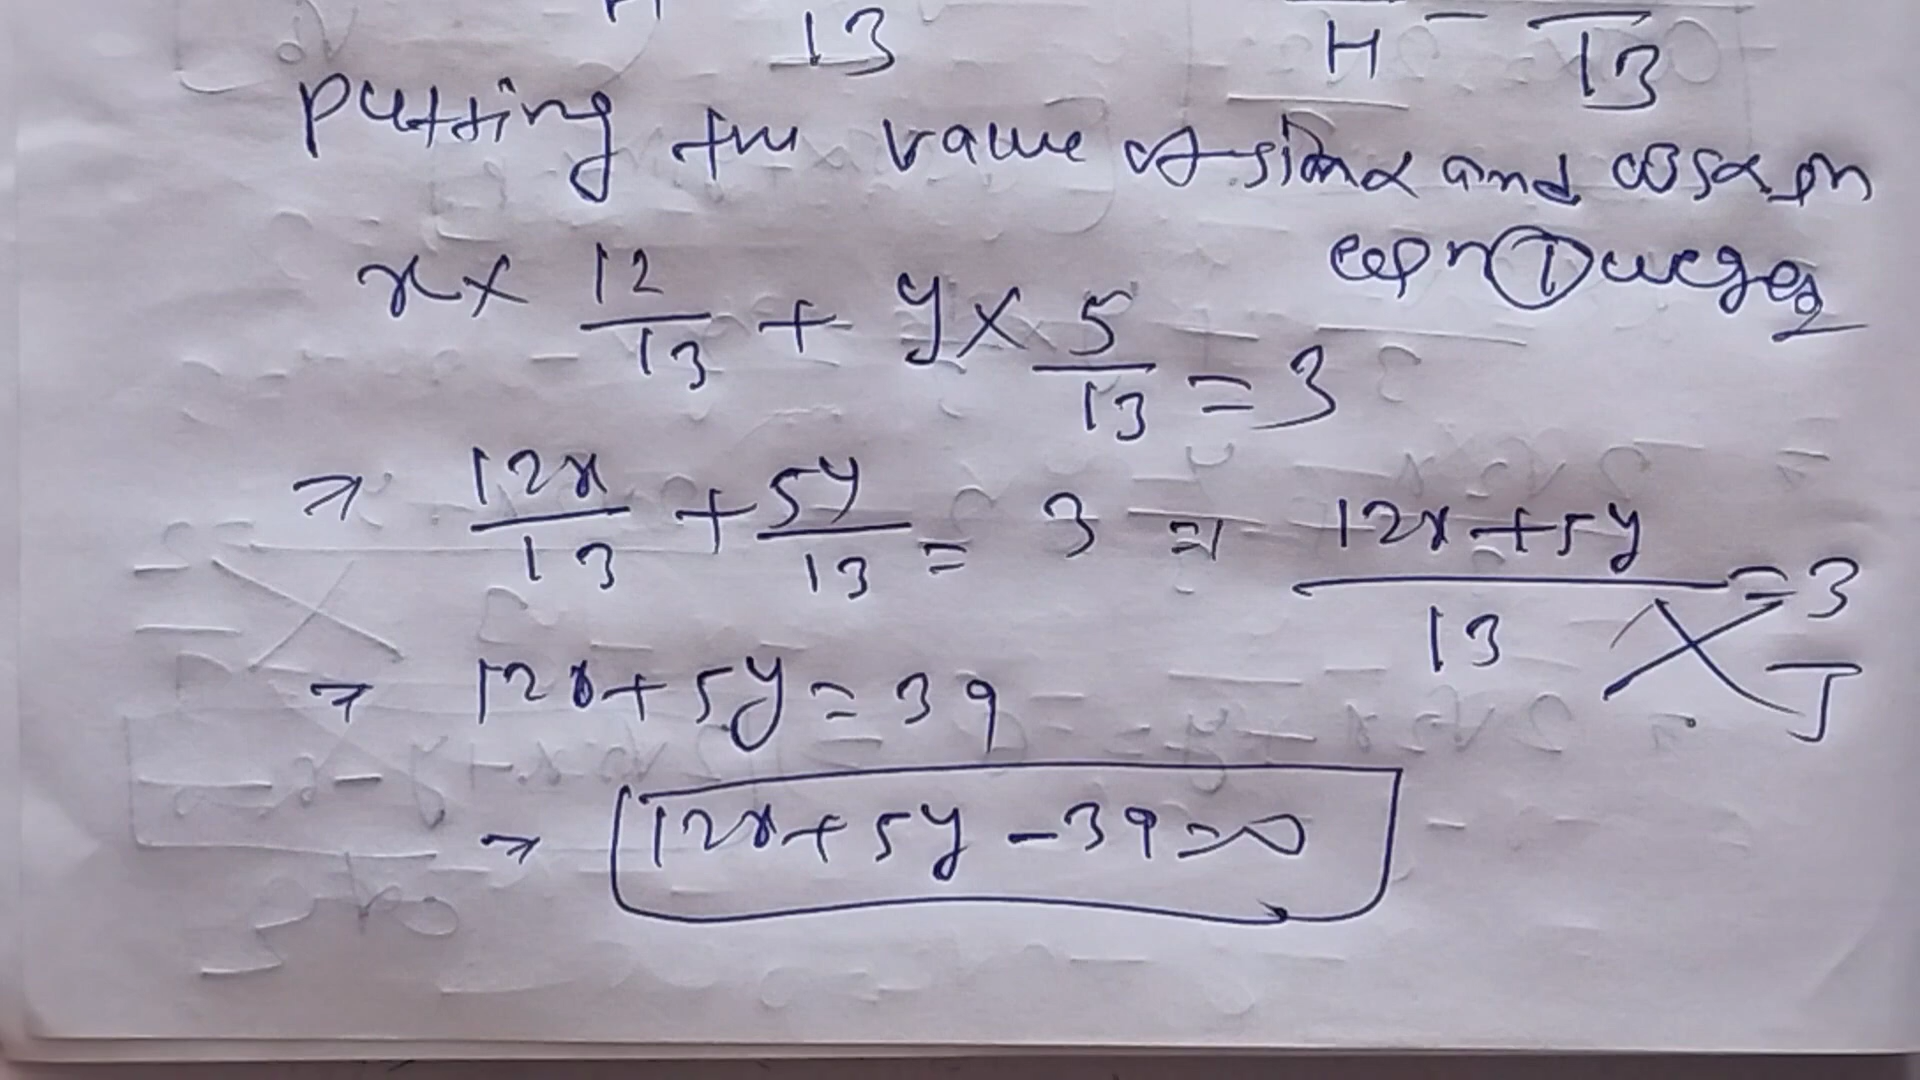 13
H - 13
putting the value of sinα and cosα in
eqn ① we get
x × 12/13 + y × 5/13 = 3
⇒ 12x/13 + 5y/13 = 3 ⇒ 12x+5y/13 = 3/1
⇒ 12x + 5y = 39
⇒ 12x + 5y - 39 = 0